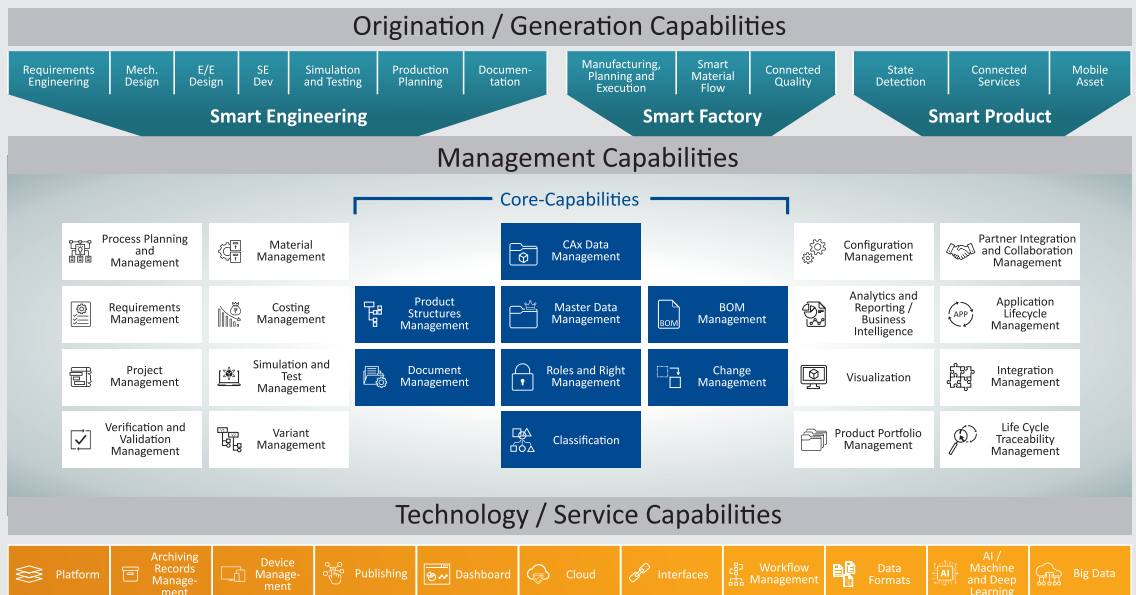 Origination / Generation Capabilities
Requirements
Engineering
Mech.
Design
E/E
Design
SE
Dev
Simulation
and Testing
Production
Planning
Documen-
tation
Smart Engineering
Manufacturing,
Planning and
Execution
Smart
Material
Flow
Connected
Quality
Smart Factory
State
Detection
Connected
Services
Mobile
Asset
Smart Product
Management Capabilities
Core-Capabilities
Process Planning
and
Management
Material
Management
CAx Data
Management
Configuration
Management
Partner Integration
and Collaboration
Management
Requirements
Management
Costing
Management
Product
Structures
Management
Master Data
Management
BOM
BOM
Management
Analytics and
Reporting /
Business
Intelligence
APP
Application
Lifecycle
Management
Project
Management
Simulation and
Test
Management
Document
Management
Roles and Right
Management
Change
Management
Visualization
Integration
Management
Verification and
Validation
Management
Variant
Management
Classification
Product Portfolio
Management
Life Cycle
Traceability
Management
Technology / Service Capabilities
Platform
Archiving
Records
Manage-
ment
Device
Manage-
ment
Publishing
Dashboard
Cloud
Interfaces
Workflow
Management
Data
Formats
AI
AI /
Machine
and Deep
Learning
Big Data